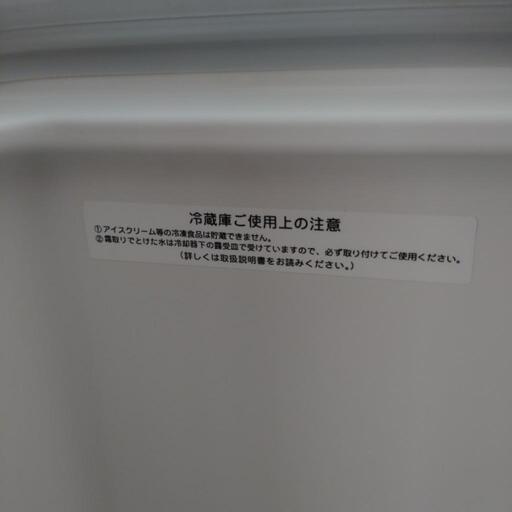 冷蔵庫ご使用上の注意
①アイスクリーム等の冷凍食品は貯蔵できません。
②霜取りでとけた水は冷却器下の露受皿で受けていますので、必ず取り付けてご使用ください。
（詳しくは取扱説明書をお読みください。）